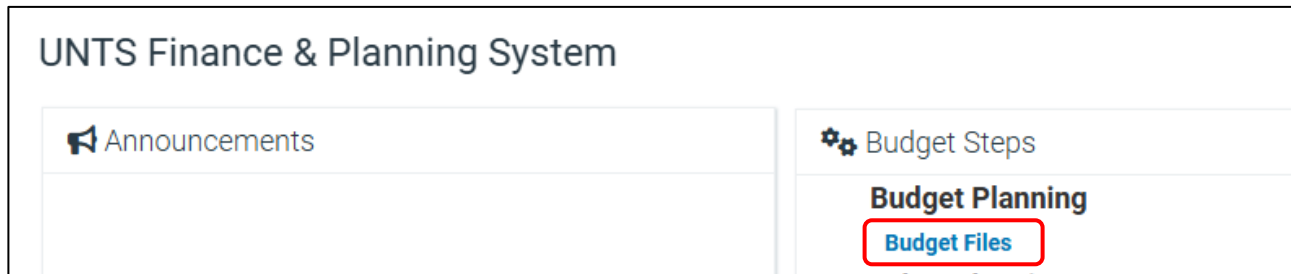 UNTS Finance & Planning System
Announcements
Budget Steps
Budget Planning
Budget Files